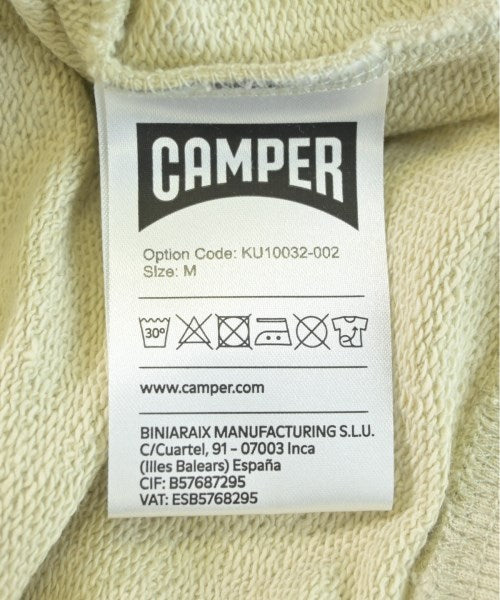 CAMPER
Option Code: KU10032-002
Size: M
30°
www.camper.com
BINIARAIX MANUFACTURING S.L.U.
C/Cuartel, 91 - 07003 Inca
(Illes Balears) España
CIF: B57687295
VAT: ESB5768295